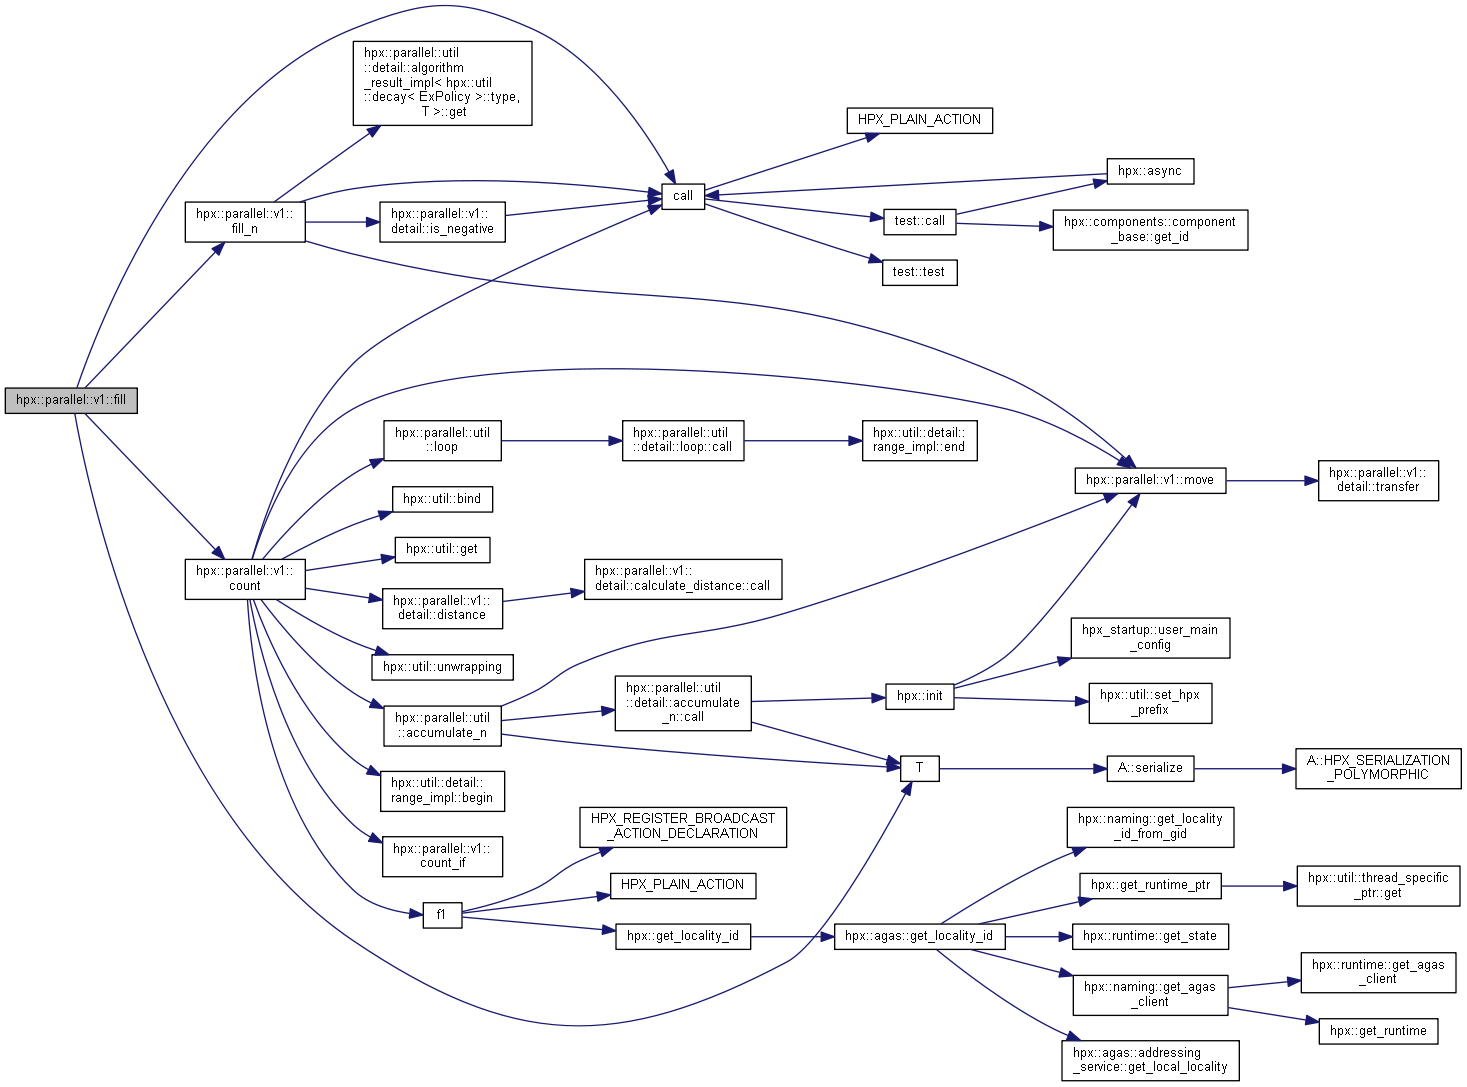 hpx::parallel::v1::fill
hpx::parallel::v1::
fill_n
hpx::parallel::util
::detail::algorithm
_result_impl< hpx::util
::decay< ExPolicy >::type,
T >::get
hpx::parallel::v1::
detail::is_negative
call
HPX_PLAIN_ACTION
test::call
test::test
hpx::async
hpx::components::component
_base::get_id
hpx::parallel::v1::
count
hpx::parallel::util
::loop
hpx::parallel::util
::detail::loop::call
hpx::util::detail::
range_impl::end
hpx::util::bind
hpx::util::get
hpx::parallel::v1::
detail::distance
hpx::parallel::v1::
detail::calculate_distance::call
hpx::util::unwrapping
hpx::parallel::util
::accumulate_n
hpx::parallel::util
::detail::accumulate
_n::call
hpx::util::detail::
range_impl::begin
hpx::parallel::v1::
count_if
f1
HPX_REGISTER_BROADCAST
_ACTION_DECLARATION
HPX_PLAIN_ACTION
hpx::get_locality_id
hpx::parallel::v1::move
hpx::parallel::v1::
detail::transfer
hpx::init
hpx_startup::user_main
_config
hpx::util::set_hpx
_prefix
T
A::serialize
A::HPX_SERIALIZATION
_POLYMORPHIC
hpx::agas::get_locality_id
hpx::naming::get_locality
_id_from_gid
hpx::get_runtime_ptr
hpx::util::thread_specific
_ptr::get
hpx::runtime::get_state
hpx::naming::get_agas
_client
hpx::runtime::get_agas
_client
hpx::get_runtime
hpx::agas::addressing
_service::get_local_locality